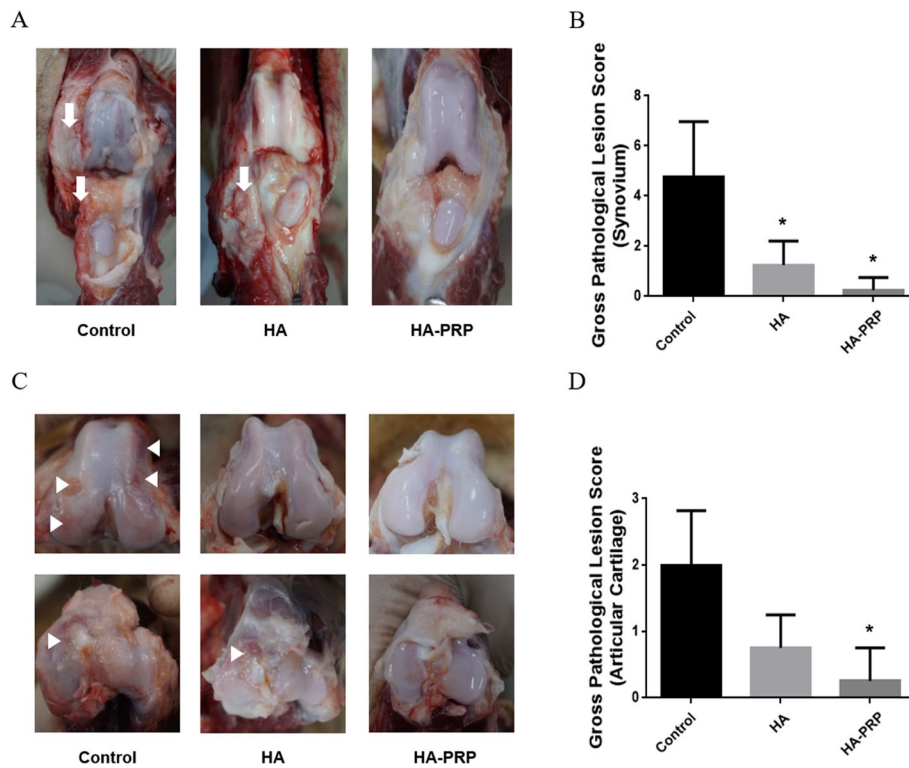 A
Control
HA
HA-PRP
B
Gross Pathological Lesion Score
(Synovium)
8
6
4
2
0
*
*
Control
HA
HA-PRP
C
Control
HA
HA-PRP
D
Gross Pathological Lesion Score
(Articular Cartilage)
3
2
1
0
*
Control
HA
HA-PRP